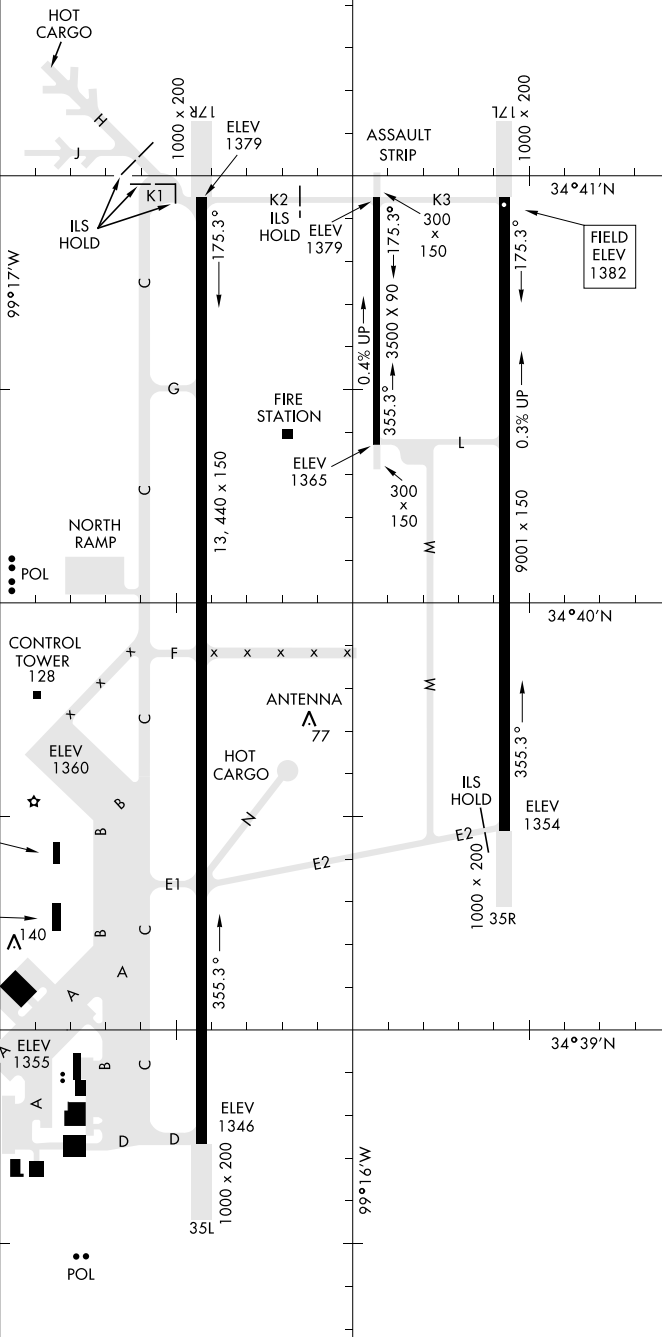 HOT
CARGO
H
J
1000 x 200
17R
ELEV
1379
ASSAULT
STRIP
17L
1000 x 200
34°41'N
K1
K2
K3
ILS
HOLD
ILS
HOLD
ELEV
1379
300
x
150
FIELD
ELEV
1382
99°17'W
175.3°
175.3°
175.3°
C
0.4% UP
3500 X 90
355.3°
0.3% UP
G
FIRE
STATION
L
ELEV
1365
300
x
150
C
13, 440 x 150
9001 x 150
NORTH
RAMP
W
POL
34°40'N
CONTROL
TOWER
128
x
x
x
F
x
x
x
x
x
W
C
ANTENNA
77
355.3°
ELEV
1360
HOT
CARGO
ILS
HOLD
ELEV
1354
B
B
N
E2
E2
E1
1000 x 200
35R
140
B
C
A
A
355.3°
34°39'N
A
ELEV
1355
B
C
A
ELEV
1346
D
D
1000 x 200
35L
99°16'W
POL